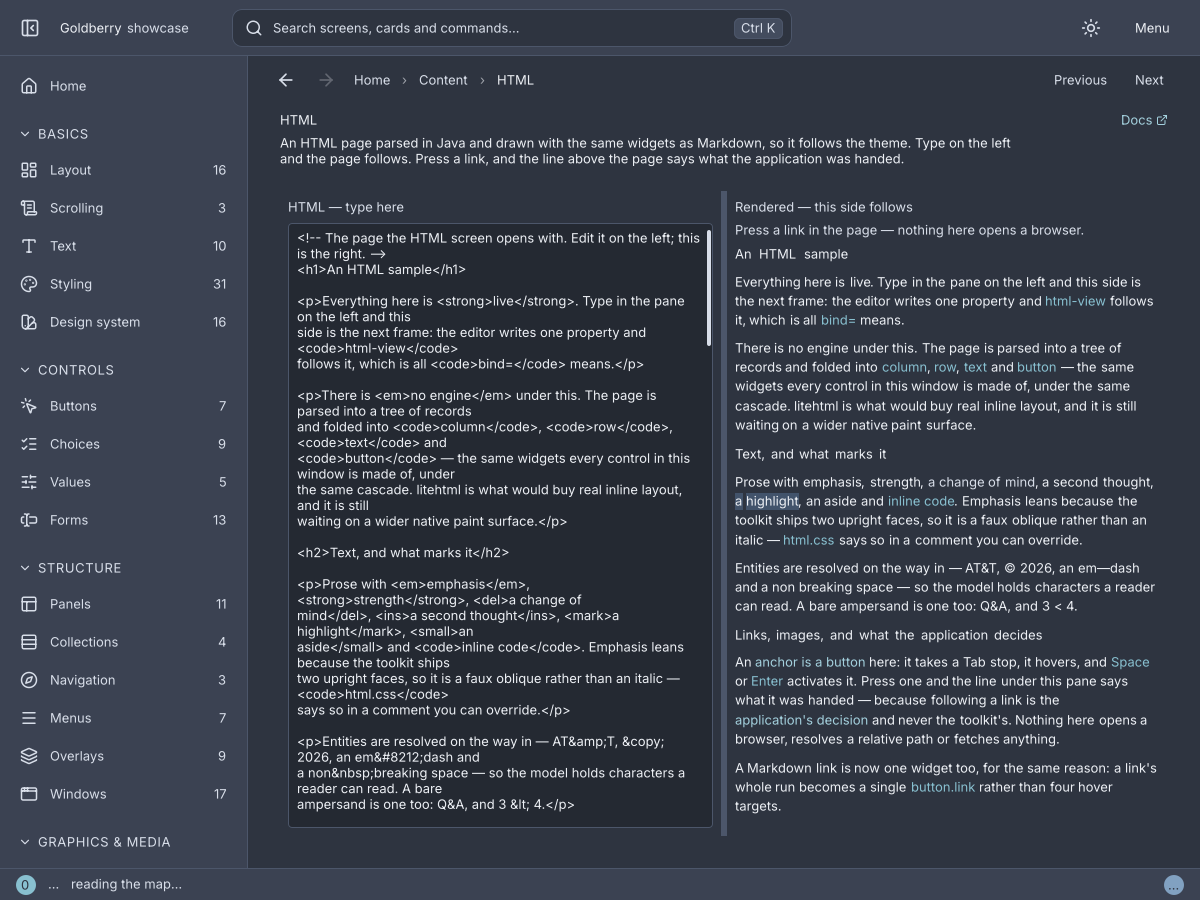 Goldberry showcase
Search screens, cards and commands...
Ctrl K
Menu
Home
BASICS
Layout 16
Scrolling 3
Text 10
Styling 31
Design system 16
CONTROLS
Buttons 7
Choices 9
Values 5
Forms 13
STRUCTURE
Panels 11
Collections 4
Navigation 3
Menus 7
Overlays 9
Windows 17
GRAPHICS & MEDIA
Home › Content › HTML
Previous Next
HTML
Docs
An HTML page parsed in Java and drawn with the same widgets as Markdown, so it follows the theme. Type on the left
and the page follows. Press a link, and the line above the page says what the application was handed.
HTML — type here
<!-- The page the HTML screen opens with. Edit it on the left; this
is the right. -->
<h1>An HTML sample</h1>
<p>Everything here is <strong>live</strong>. Type in the pane
on the left and this
side is the next frame: the editor writes one property and
<code>html-view</code>
follows it, which is all <code>bind=</code> means.</p>
<p>There is <em>no engine</em> under this. The page is
parsed into a tree of records
and folded into <code>column</code>, <code>row</code>,
<code>text</code> and
<code>button</code> — the same widgets every control in this
window is made of, under
the same cascade. litehtml is what would buy real inline layout,
and it is still
waiting on a wider native paint surface.</p>
<h2>Text, and what marks it</h2>
<p>Prose with <em>emphasis</em>,
<strong>strength</strong>, <del>a change of
mind</del>, <ins>a second thought</ins>, <mark>a
highlight</mark>, <small>an
aside</small> and <code>inline code</code>. Emphasis leans
because the toolkit ships
two upright faces, so it is a faux oblique rather than an italic —
<code>html.css</code>
says so in a comment you can override.</p>
<p>Entities are resolved on the way in — AT&amp;T, &copy;
2026, an em&#8212;dash and
a non&nbsp;breaking space — so the model holds characters a
reader can read. A bare
ampersand is one too: Q&A, and 3 &lt; 4.</p>
Rendered — this side follows
Press a link in the page — nothing here opens a browser.
An HTML sample
Everything here is live. Type in the pane on the left and this side is
the next frame: the editor writes one property and html-view follows
it, which is all bind= means.
There is no engine under this. The page is parsed into a tree of
records and folded into column, row, text and button — the same
widgets every control in this window is made of, under the same
cascade. litehtml is what would buy real inline layout, and it is still
waiting on a wider native paint surface.
Text, and what marks it
Prose with emphasis, strength, a change of mind, a second thought,
a highlight, an aside and inline code. Emphasis leans because the
toolkit ships two upright faces, so it is a faux oblique rather than an
italic — html.css says so in a comment you can override.
Entities are resolved on the way in — AT&T, © 2026, an em—dash
and a non breaking space — so the model holds characters a reader
can read. A bare ampersand is one too: Q&A, and 3 < 4.
Links, images, and what the application decides
An anchor is a button here: it takes a Tab stop, it hovers, and Space
or Enter activates it. Press one and the line under this pane says
what it was handed — because following a link is the
application's decision and never the toolkit's. Nothing here opens a
browser, resolves a relative path or fetches anything.
A Markdown link is now one widget too, for the same reason: a link's
whole run becomes a single button.link rather than four hover
targets.
0 ... reading the map...
...